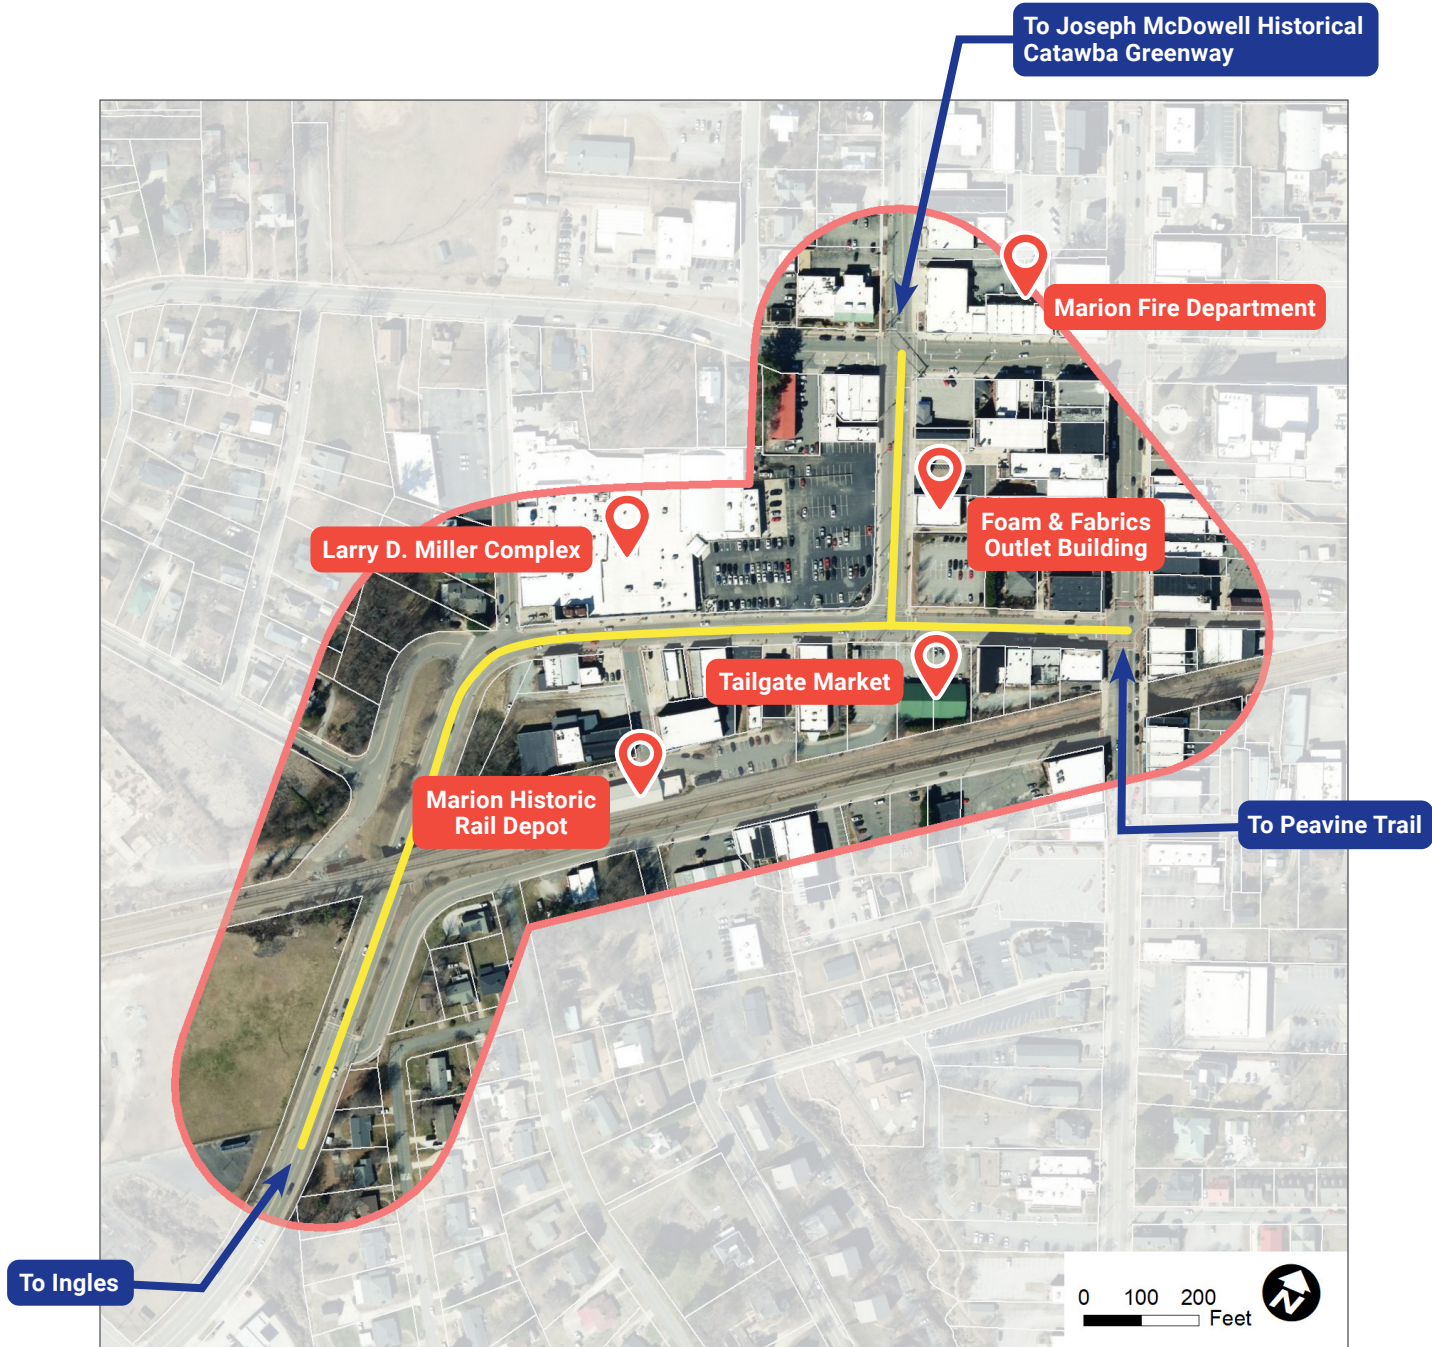 To Joseph McDowell Historical
Catawba Greenway
Marion Fire Department
Foam & Fabrics
Outlet Building
Larry D. Miller Complex
Tailgate Market
Marion Historic
Rail Depot
To Peavine Trail
To Ingles
0 100 200
Feet
N